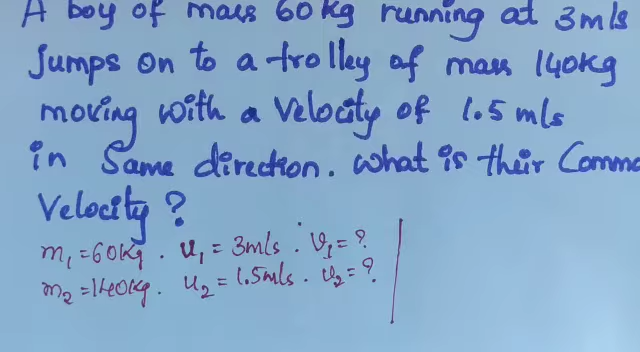 A boy of mass 60kg running at 3m/s
Jumps on to a trolley of mass 140kg
moving with a Velocity of 1.5 m/s
in Same direction. What is their Commo
Velocity?
m₁=60kg. u₁ = 3m/s. V₁=?
m₂=140kg. u₂=1.5m/s. V₂=?